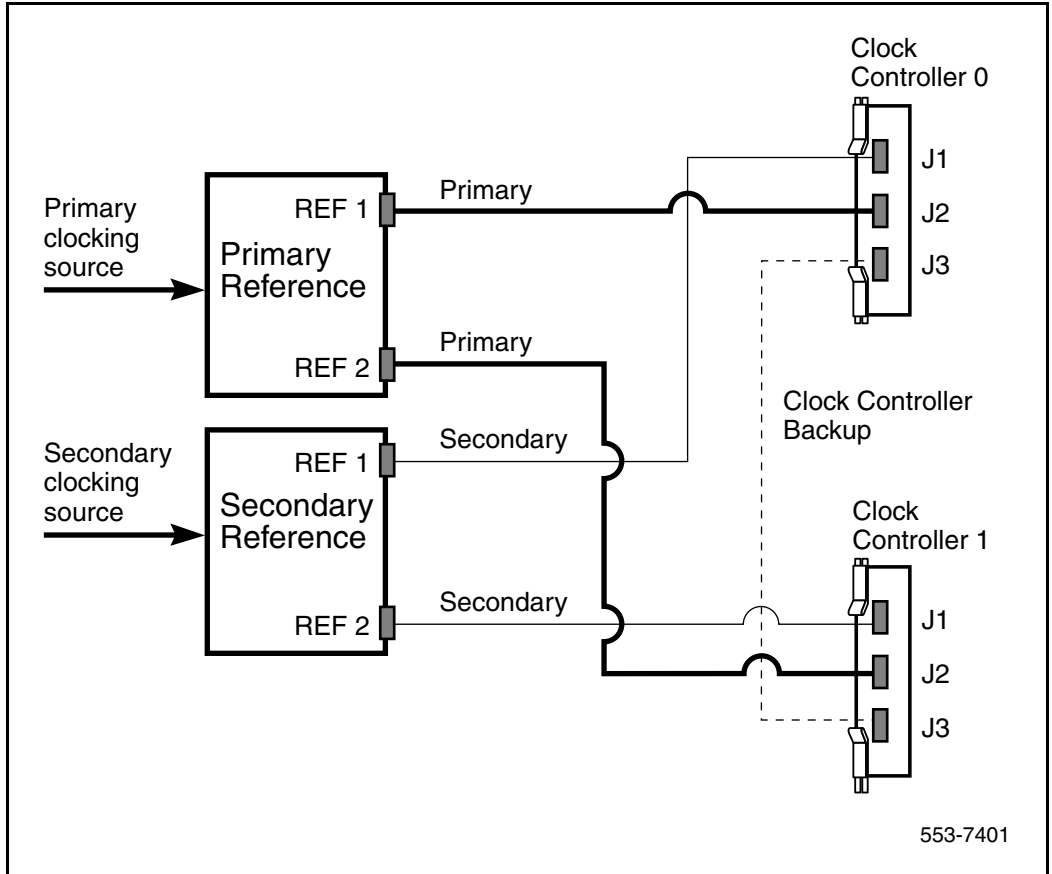 Clock
Controller 0
J1
J2
J3
Primary
clocking
source
REF 1
Primary
Reference
REF 2
Primary
Primary
Clock Controller
Backup
Secondary
clocking
source
REF 1
Secondary
Reference
REF 2
Secondary
Secondary
Clock
Controller 1
J1
J2
J3
553-7401